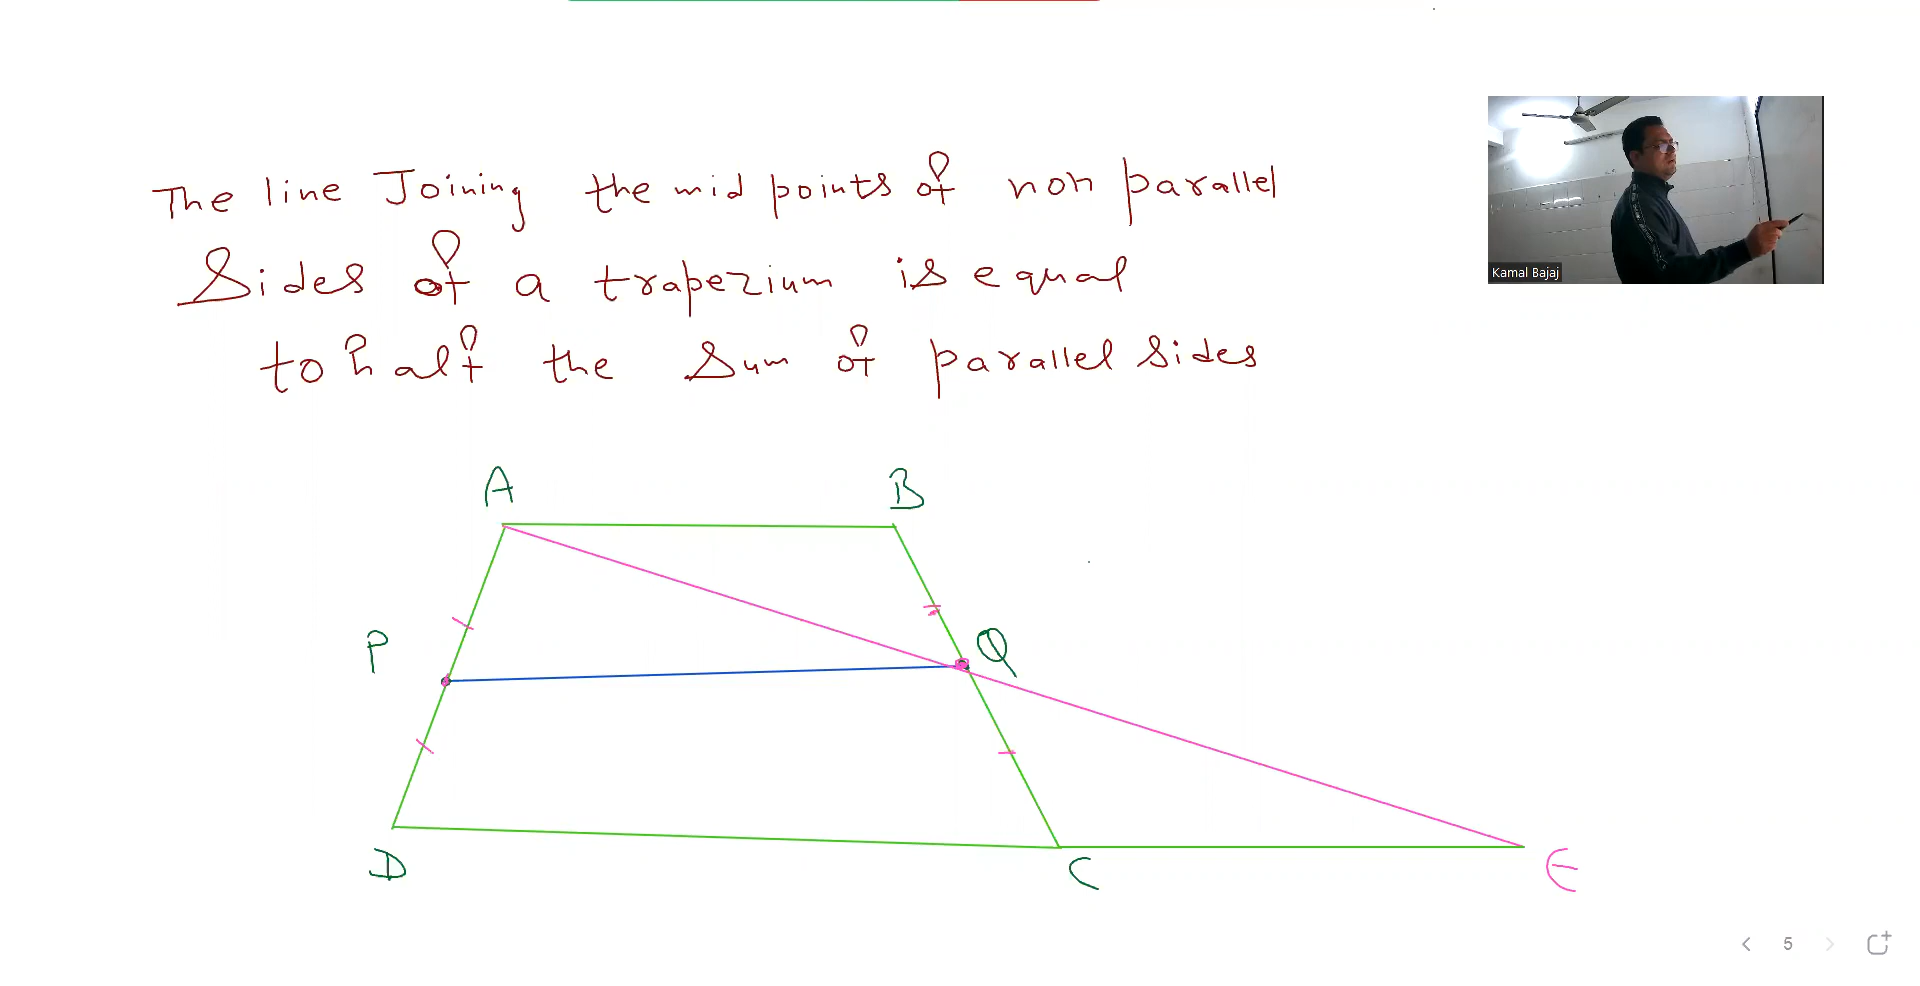 The line Joining the mid points of non parallel
Sides of a trapezium is equal
to half the Sum of parallel sides
Kamal Bajaj
A
B
P
Q
D
C
E
5